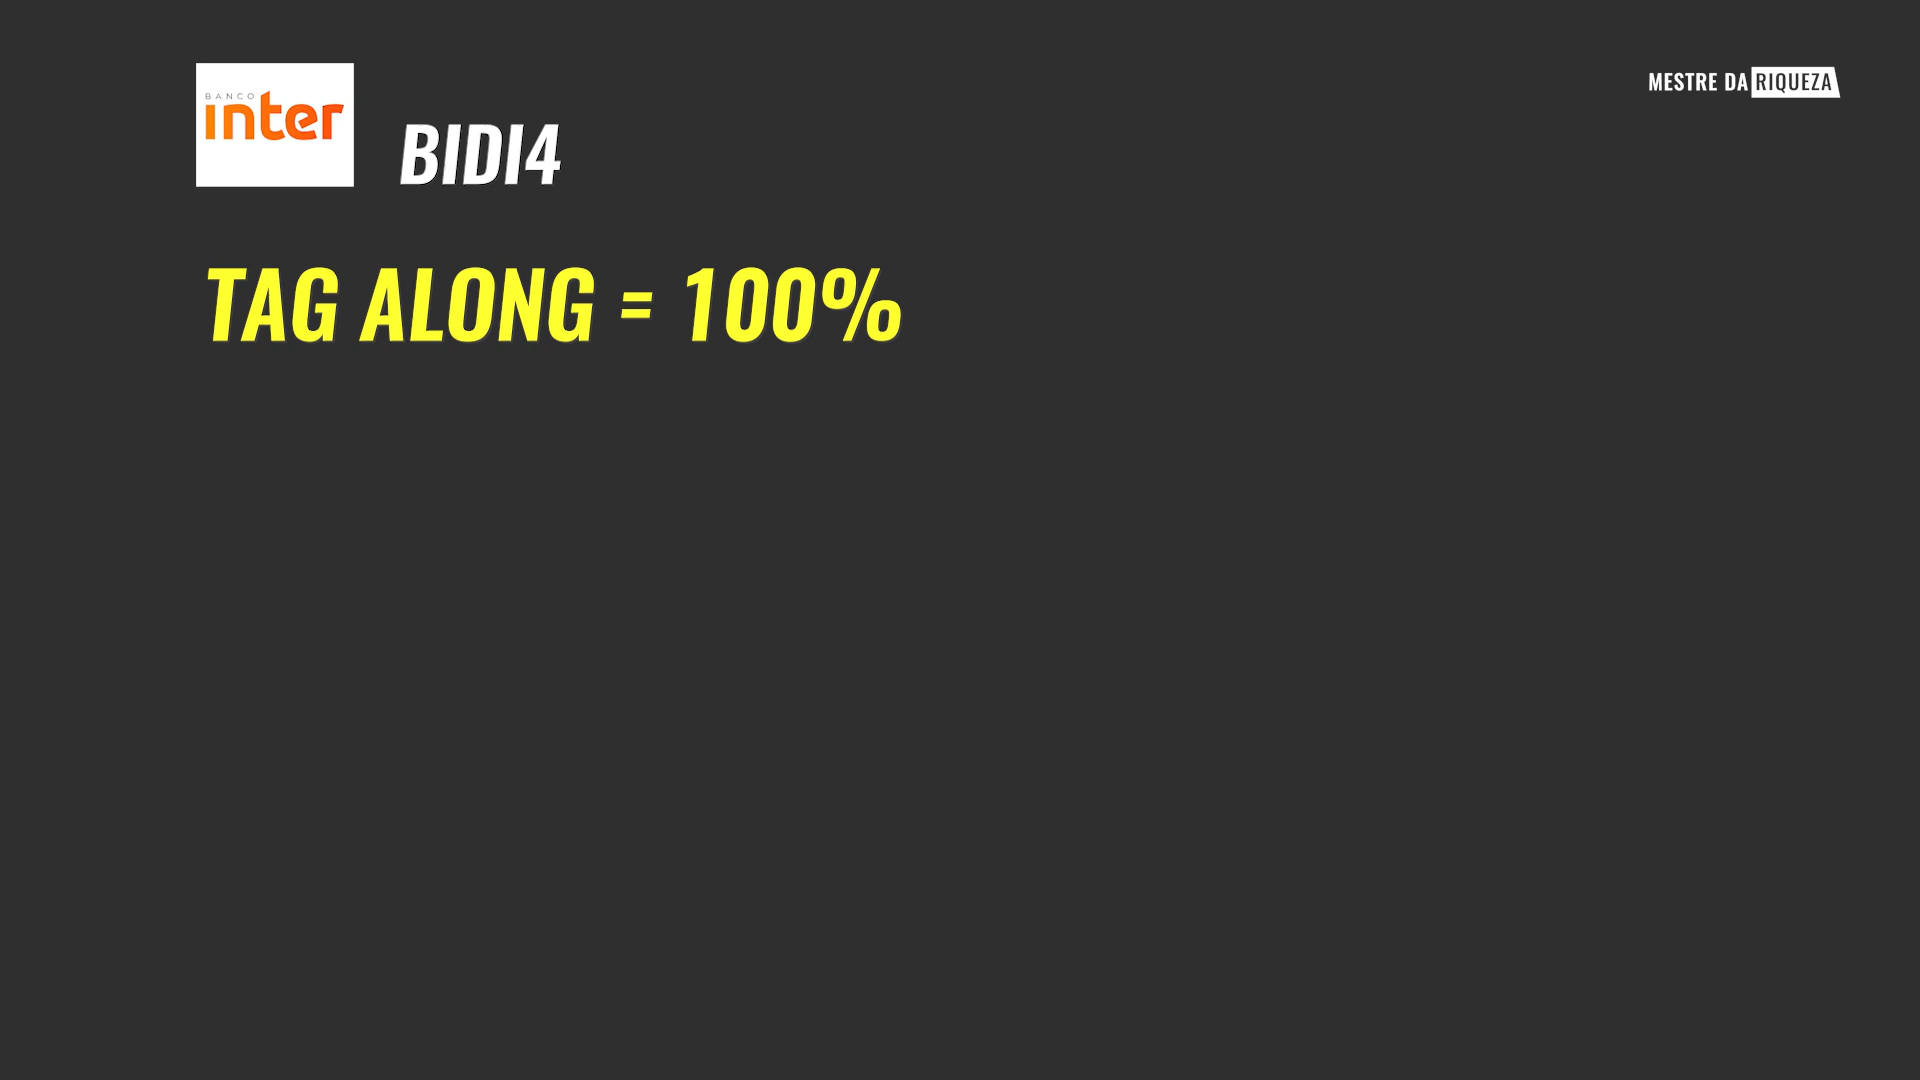 BANCO
inter
BIDI4
MESTRE DA RIQUEZA
TAG ALONG = 100%